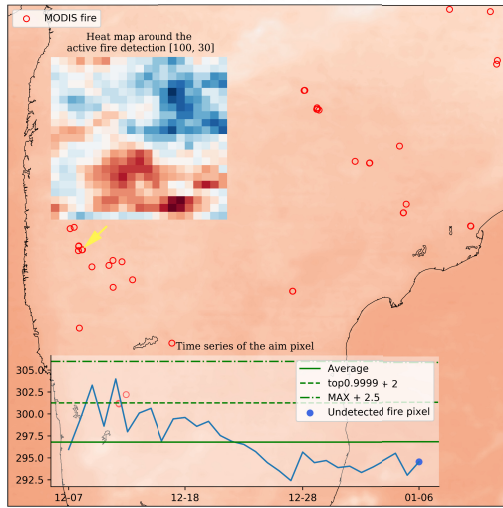 MODIS fire
Heat map around the
active fire detection [100, 30]
Time series of the aim pixel
305.0
302.5
300.0
297.5
295.0
292.5
Average
top0.9999 + 2
MAX + 2.5
Undetected fire pixel
12-07
12-18
12-28
01-06